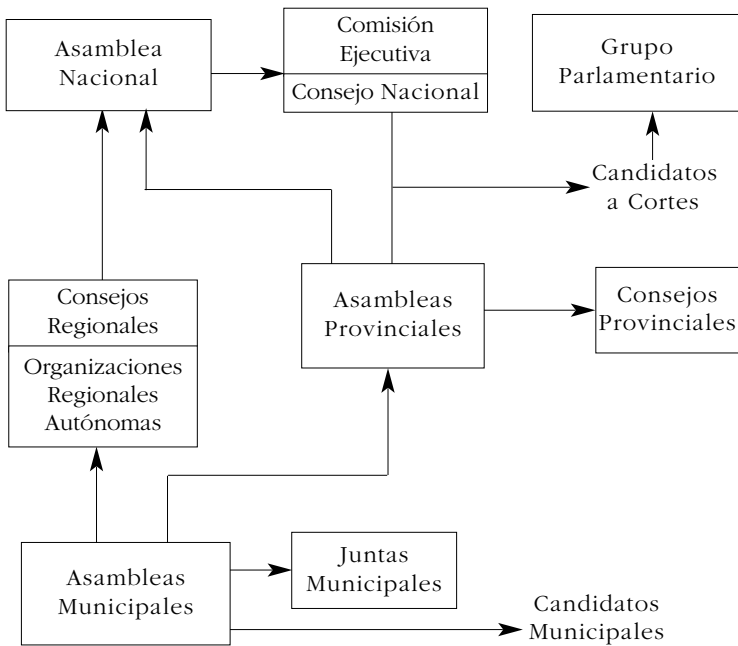 Asamblea
Nacional
Comisión
Ejecutiva
Consejo Nacional
Grupo
Parlamentario
Candidatos
a Cortes
Consejos
Regionales
Organizaciones
Regionales
Autónomas
Asambleas
Provinciales
Consejos
Provinciales
Asambleas
Municipales
Juntas
Municipales
Candidatos
Municipales